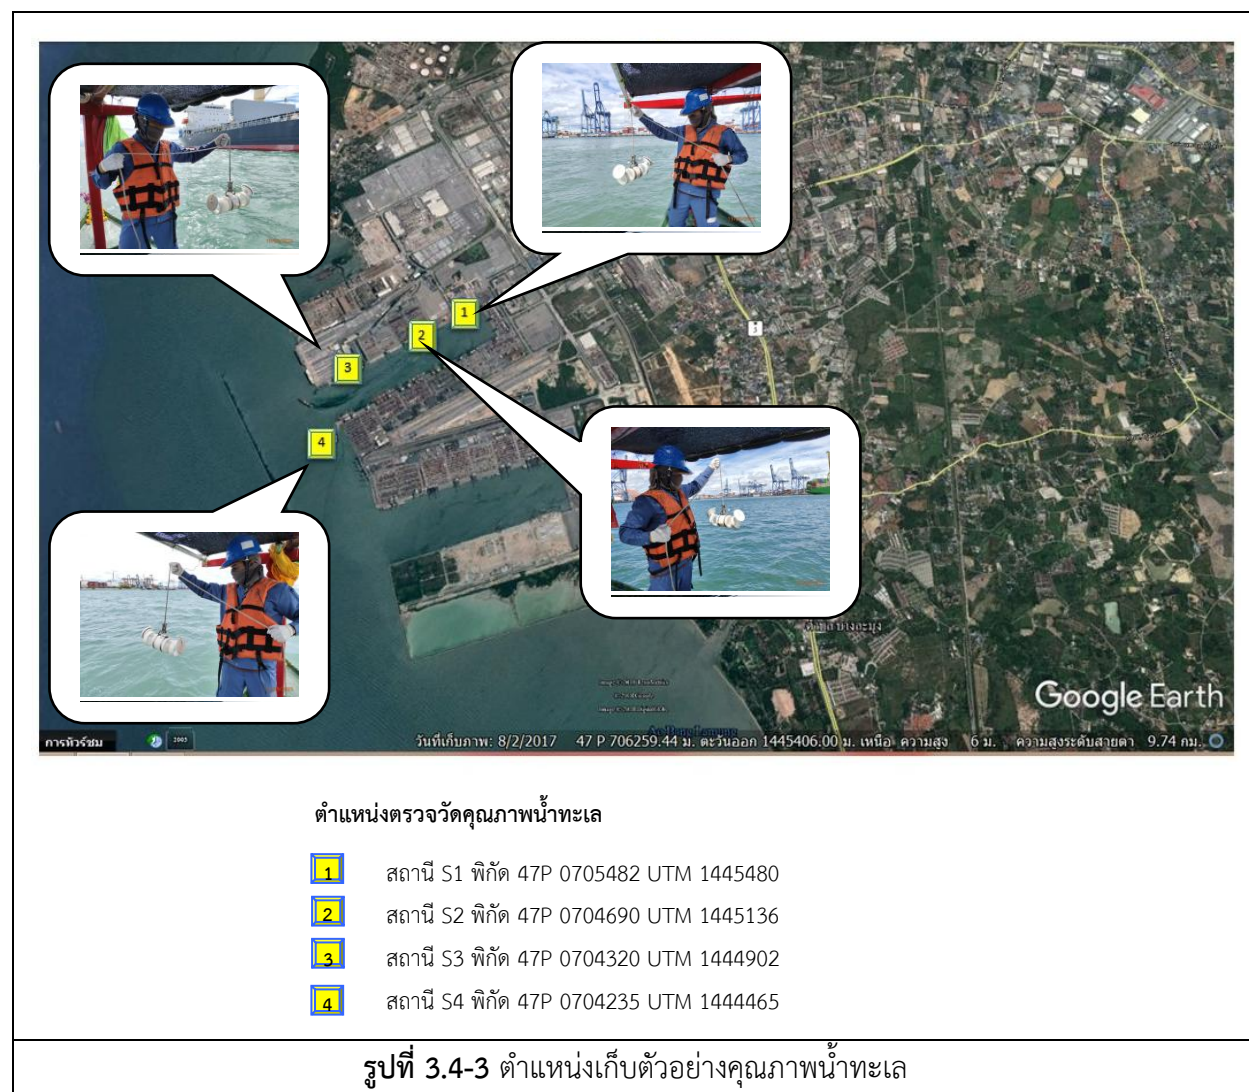 1
2
3
3
4
Google Earth
การทัวร์ชม
2003
วันที่เก็บภาพ: 8/2/2017 47 P 706259.44 ม. ตะวันออก 1445406.00 ม. เหนือ ความสูง 6 ม. ความสูงระดับสายตา 9.74 กม.
ตำแหน่งตรวจวัดคุณภาพน้ำทะเล
1 สถานี S1 พิกัด 47P 0705482 UTM 1445480
2 สถานี S2 พิกัด 47P 0704690 UTM 1445136
3 สถานี S3 พิกัด 47P 0704320 UTM 1444902
4 สถานี S4 พิกัด 47P 0704235 UTM 1444465
รูปที่ 3.4-3 ตำแหน่งเก็บตัวอย่างคุณภาพน้ำทะเล